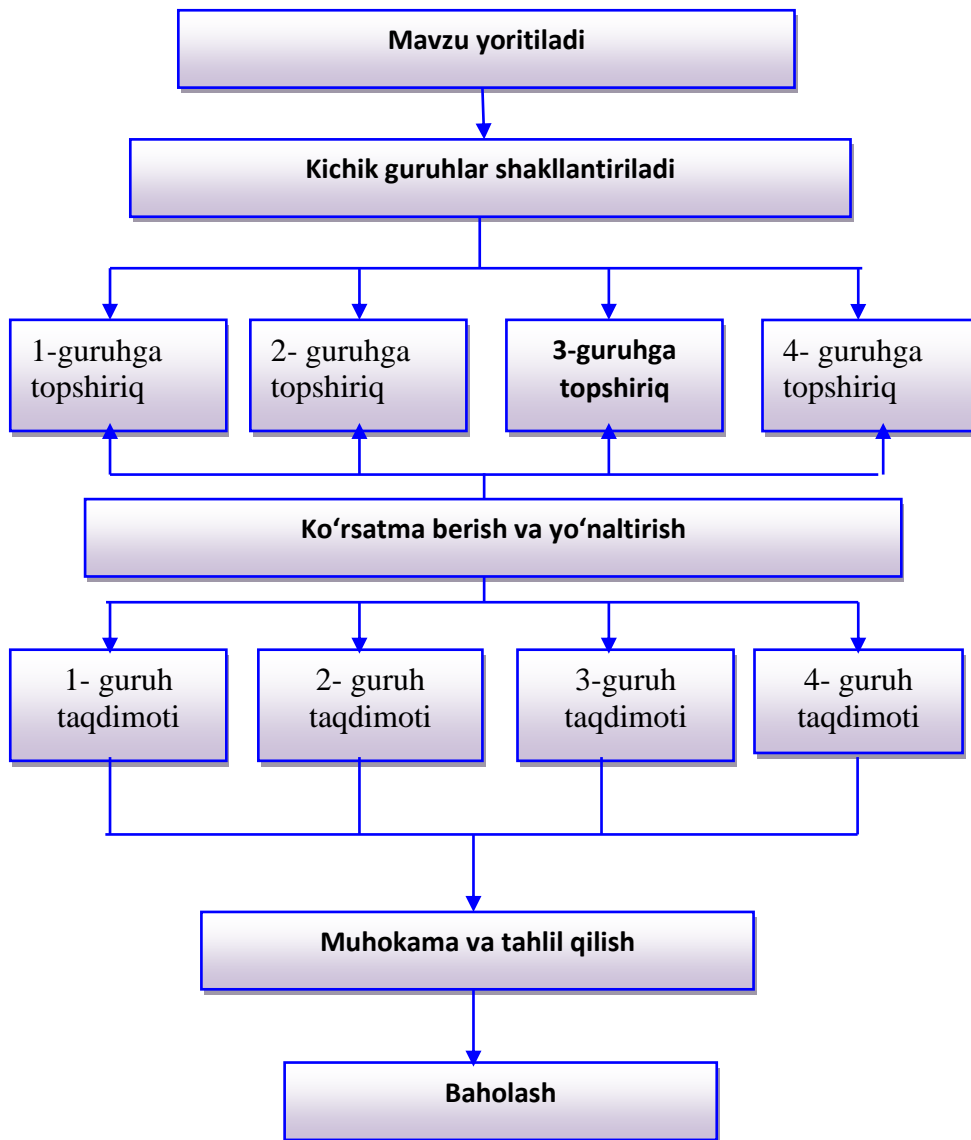 Mavzu yoritiladi
Kichik guruhlar shakllantiriladi
1-guruhga
topshiriq
2- guruhga
topshiriq
3-guruhga
topshiriq
4- guruhga
topshiriq
Ko‘rsatma berish va yo‘naltirish
1- guruh
taqdimoti
2- guruh
taqdimoti
3-guruh
taqdimoti
4- guruh
taqdimoti
Muhokama va tahlil qilish
Baholash